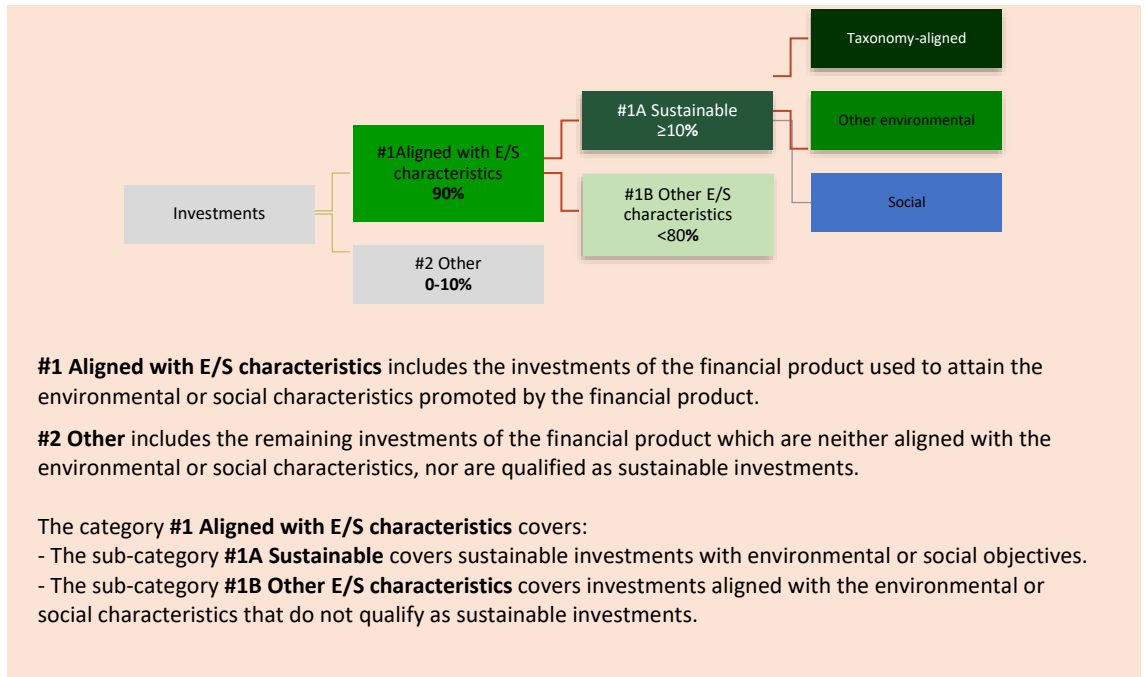 Taxonomy-aligned
#1A Sustainable
≥10%
Other environmental
#1Aligned with E/S
characteristics
90%
Investments
#1B Other E/S
characteristics
<80%
Social
#2 Other
0-10%
#1 Aligned with E/S characteristics includes the investments of the financial product used to attain the
environmental or social characteristics promoted by the financial product.
#2 Other includes the remaining investments of the financial product which are neither aligned with the
environmental or social characteristics, nor are qualified as sustainable investments.
The category #1 Aligned with E/S characteristics covers:
- The sub-category #1A Sustainable covers sustainable investments with environmental or social objectives.
- The sub-category #1B Other E/S characteristics covers investments aligned with the environmental or
social characteristics that do not qualify as sustainable investments.